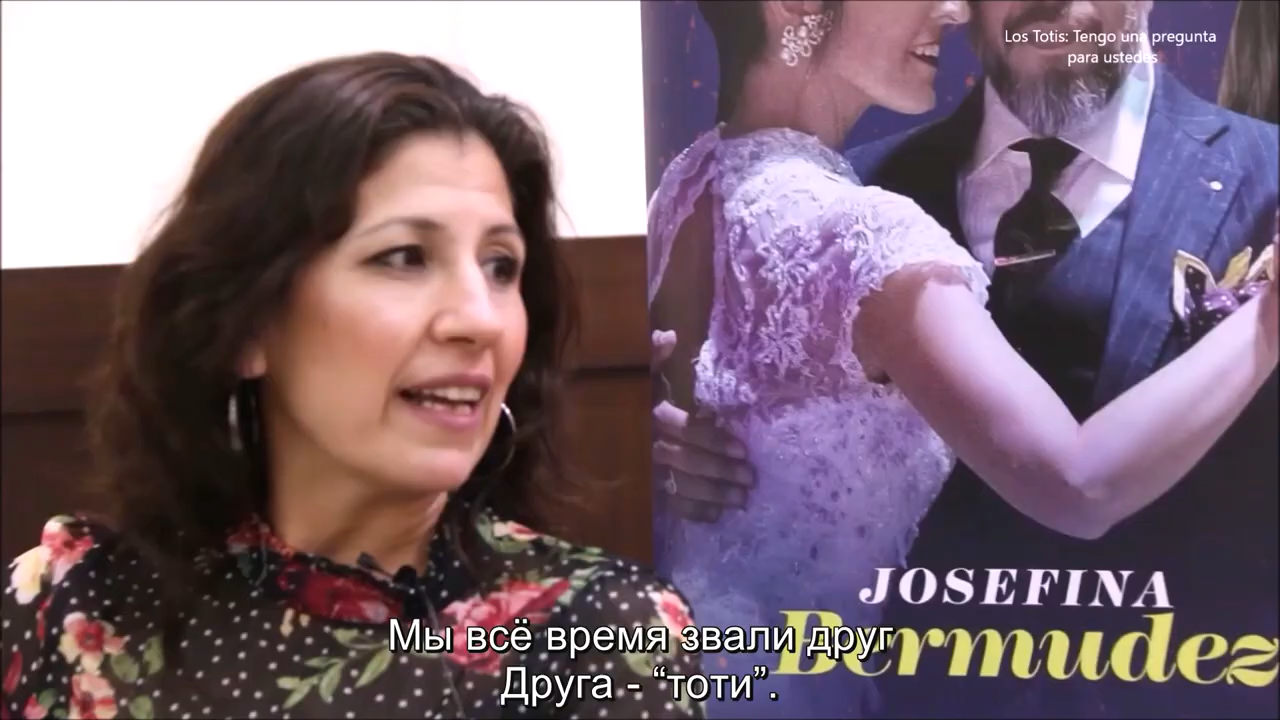 Los Totis: Tengo una pregunta
para ustedes
JOSEFINA
Bermudez
Мы всё время звали друг
Друга - “тоти”.